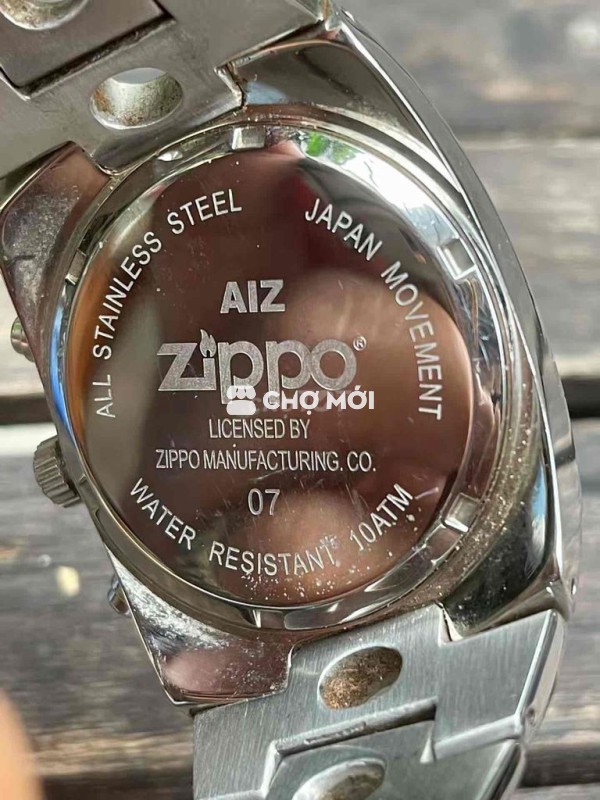 ALL STAINLESS STEEL
JAPAN MOVEMENT
AIZ
zippo®
CHỢ MỚI
LICENSED BY
ZIPPO MANUFACTURING. CO.
07
WATER RESISTANT 10ATM